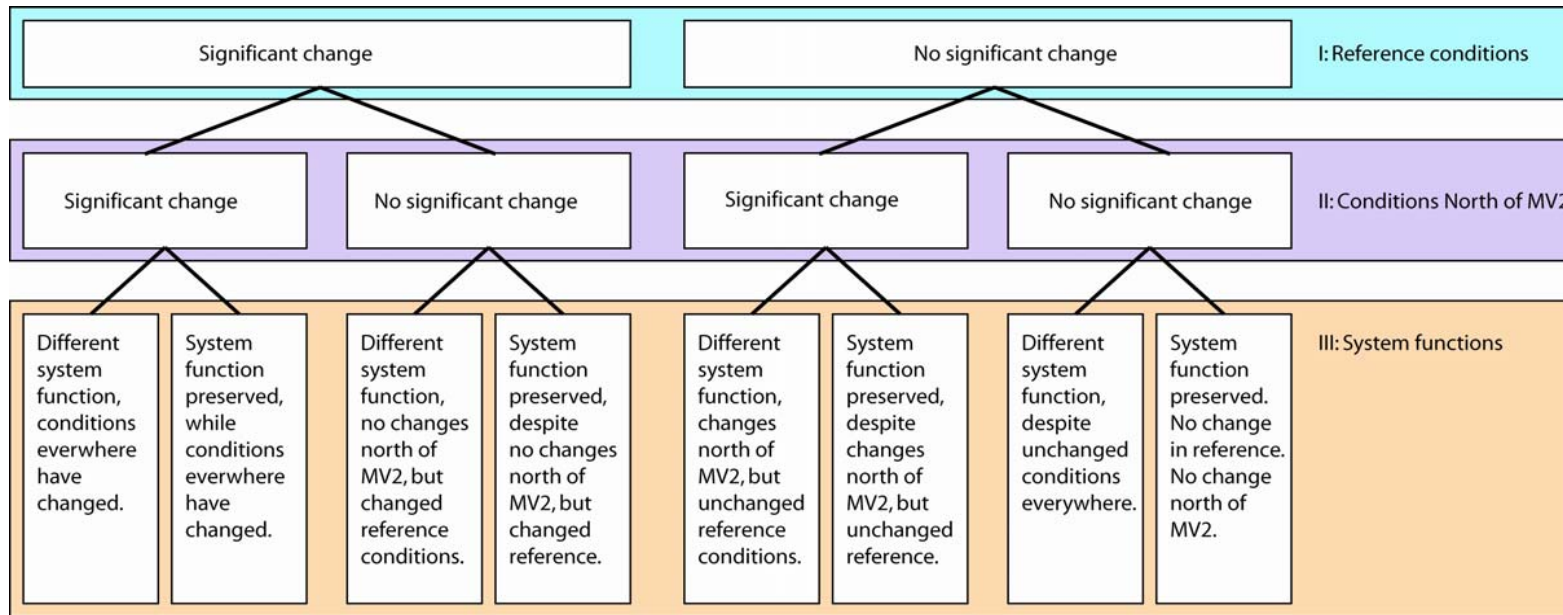 Significant change
No significant change
I: Reference conditions
Significant change
No significant change
Significant change
No significant change
II: Conditions North of MV2
Different
system
function,
conditions
everwhere
have
changed.
System
function
preserved,
while
conditions
everwhere
have
changed.
Different
system
function,
no changes
north of
MV2, but
changed
reference
conditions.
System
function
preserved,
despite
no changes
north of
MV2, but
changed
reference.
Different
system
function,
changes
north of
MV2, but
unchanged
reference
conditions.
System
function
preserved,
despite
changes
north of
MV2, but
unchanged
reference.
Different
system
function,
despite
unchanged
conditions
everywhere.
System
function
preserved.
No change
in reference.
No change
north of
MV2.
III: System functions